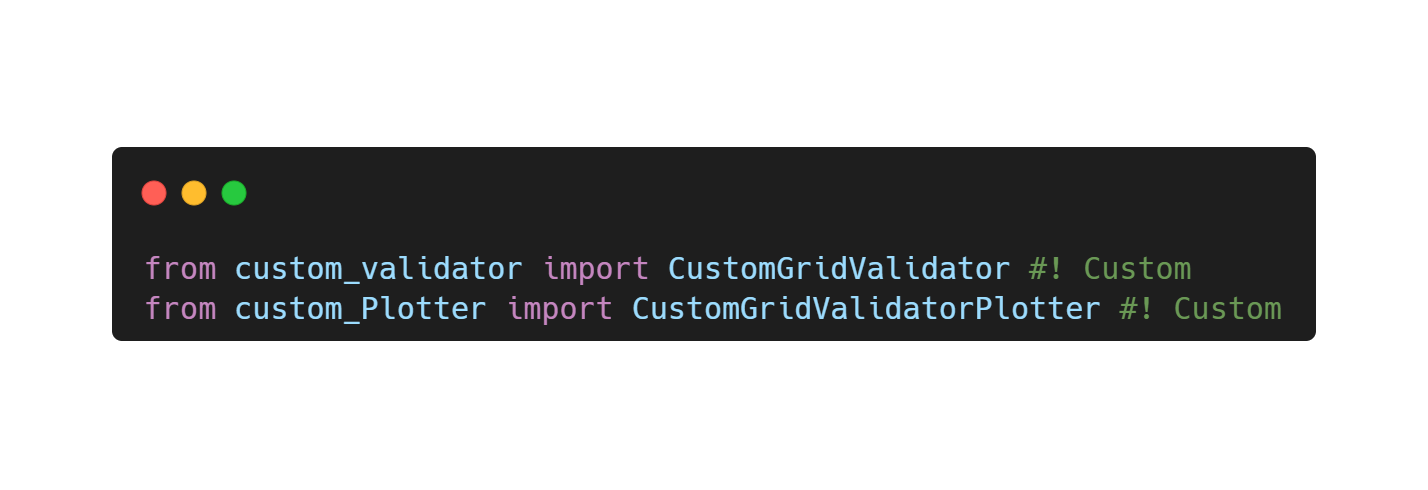 from custom_validator import CustomGridValidator #! Custom
from custom_Plotter import CustomGridValidatorPlotter #! Custom